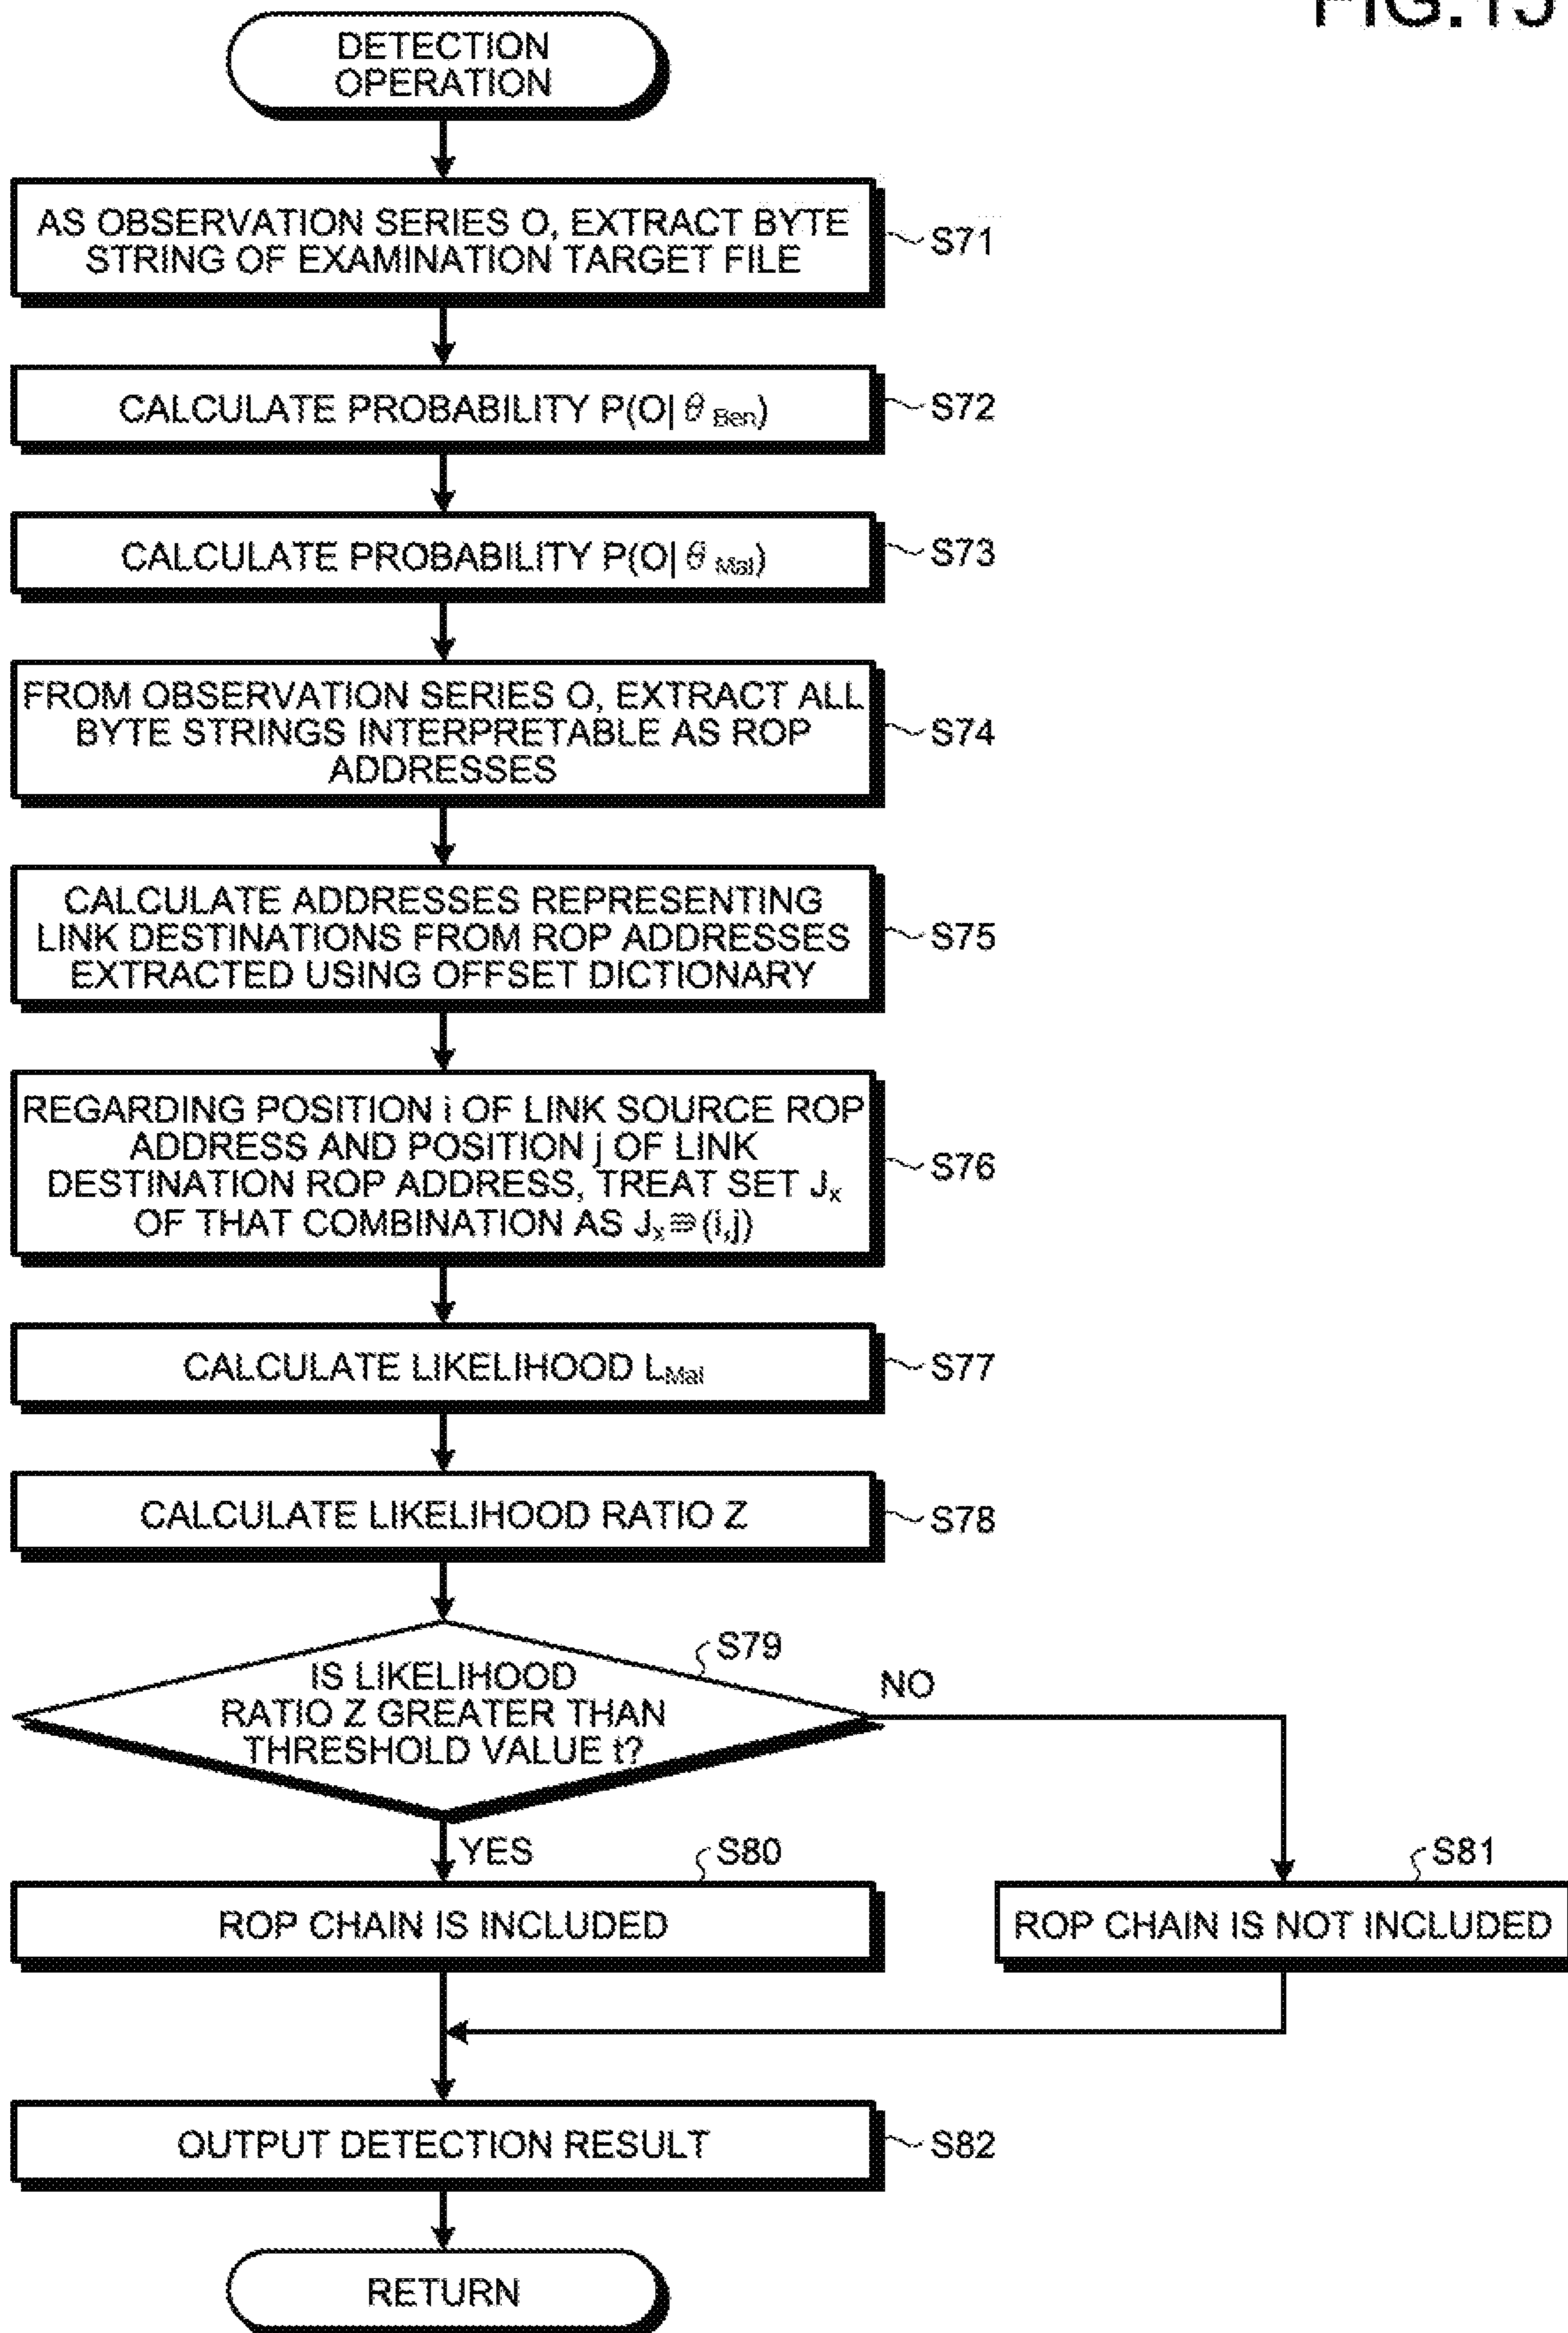 DETECTION
OPERATION
AS OBSERVATION SERIES O, EXTRACT BYTE
STRING OF EXAMINATION TARGET FILE
S71
CALCULATE PROBABILITY P(O|θ Ben)
S72
CALCULATE PROBABILITY P(O|θ Mal)
S73
FROM OBSERVATION SERIES O, EXTRACT ALL
BYTE STRINGS INTERPRETABLE AS ROP
ADDRESSES
S74
CALCULATE ADDRESSES REPRESENTING
LINK DESTINATIONS FROM ROP ADDRESSES
EXTRACTED USING OFFSET DICTIONARY
S75
REGARDING POSITION i OF LINK SOURCE ROP
ADDRESS AND POSITION j OF LINK
DESTINATION ROP ADDRESS, TREAT SET Jx
OF THAT COMBINATION AS Jx∋(i,j)
S76
CALCULATE LIKELIHOOD LMal
S77
CALCULATE LIKELIHOOD RATIO Z
S78
S79
IS LIKELIHOOD
RATIO Z GREATER THAN
THRESHOLD VALUE t?
NO
YES
S80
S81
ROP CHAIN IS INCLUDED
ROP CHAIN IS NOT INCLUDED
OUTPUT DETECTION RESULT
S82
RETURN